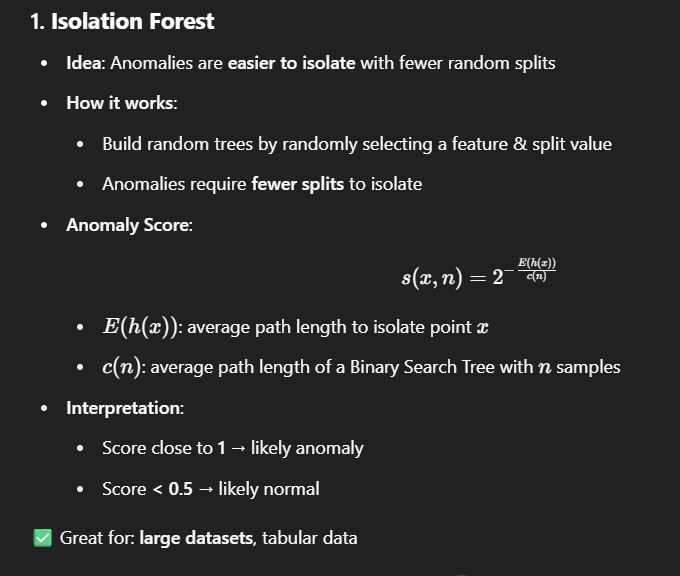 1. Isolation Forest
• Idea: Anomalies are easier to isolate with fewer random splits
• How it works:
• Build random trees by randomly selecting a feature & split value
• Anomalies require fewer splits to isolate
• Anomaly Score:
s(x, n) = 2^{-\frac{E(h(x))}{c(n)}}
• E(h(x)): average path length to isolate point x
• c(n): average path length of a Binary Search Tree with n samples
• Interpretation:
• Score close to 1 → likely anomaly
• Score < 0.5 → likely normal
✅ Great for: large datasets, tabular data